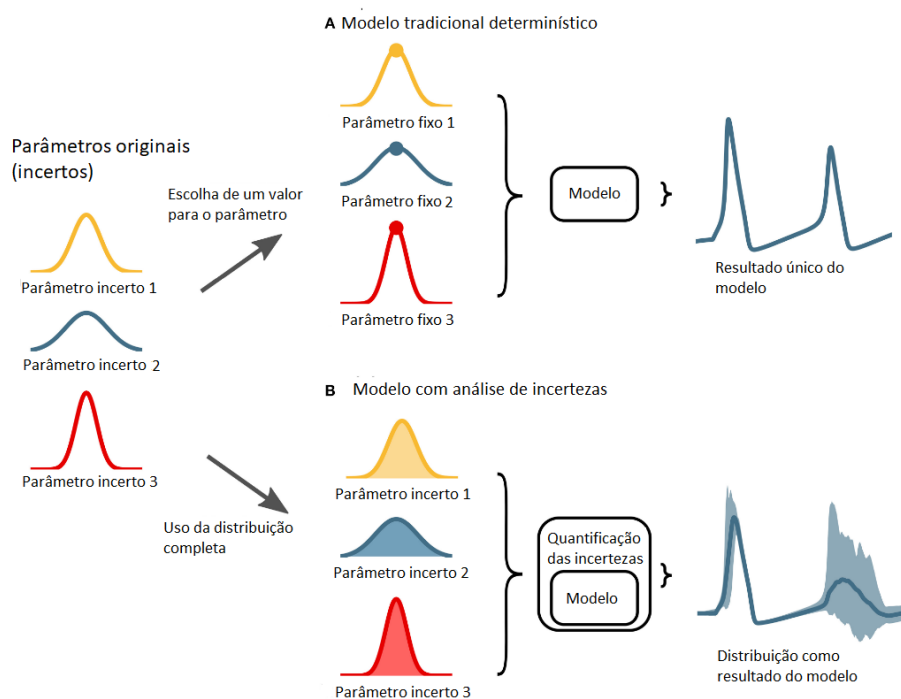 A Modelo tradicional determinístico
Parâmetro fixo 1
Parâmetros originais
(incertos)
Escolha de um valor
para o parâmetro
Parâmetro fixo 2
Modelo
Parâmetro incerto 1
Resultado único do
modelo
Parâmetro fixo 3
Parâmetro incerto 2
B Modelo com análise de incertezas
Parâmetro incerto 3
Parâmetro incerto 1
Uso da distribuição
completa
Quantificação
das incertezas
Parâmetro incerto 2
Modelo
Distribuição como
resultado do modelo
Parâmetro incerto 3